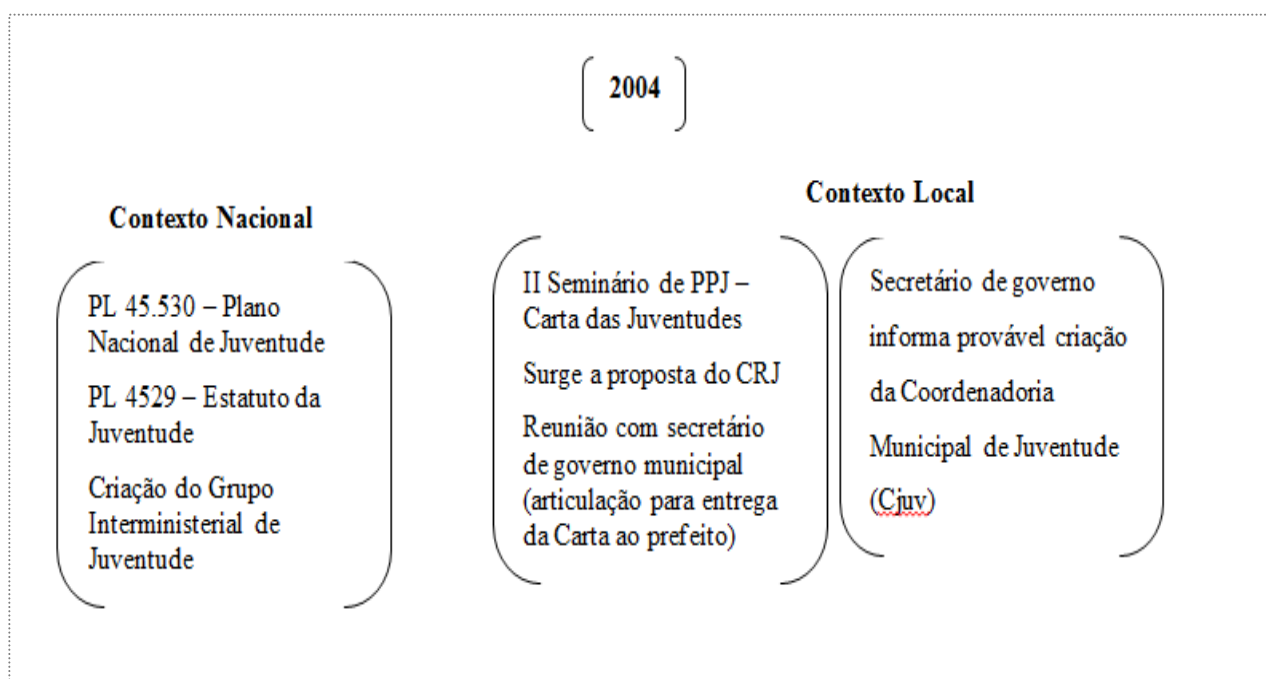 2004
Contexto Nacional
PL 45.530 – Plano
Nacional de Juventude
PL 4529 – Estatuto da
Juventude
Criação do Grupo
Interministerial de
Juventude
Contexto Local
II Seminário de PPJ –
Carta das Juventudes
Surge a proposta do CRJ
Reunião com secretário
de governo municipal
(articulação para entrega
da Carta ao prefeito)
Secretário de governo
informa provável criação
da Coordenadoria
Municipal de Juventude
(Cjuv)